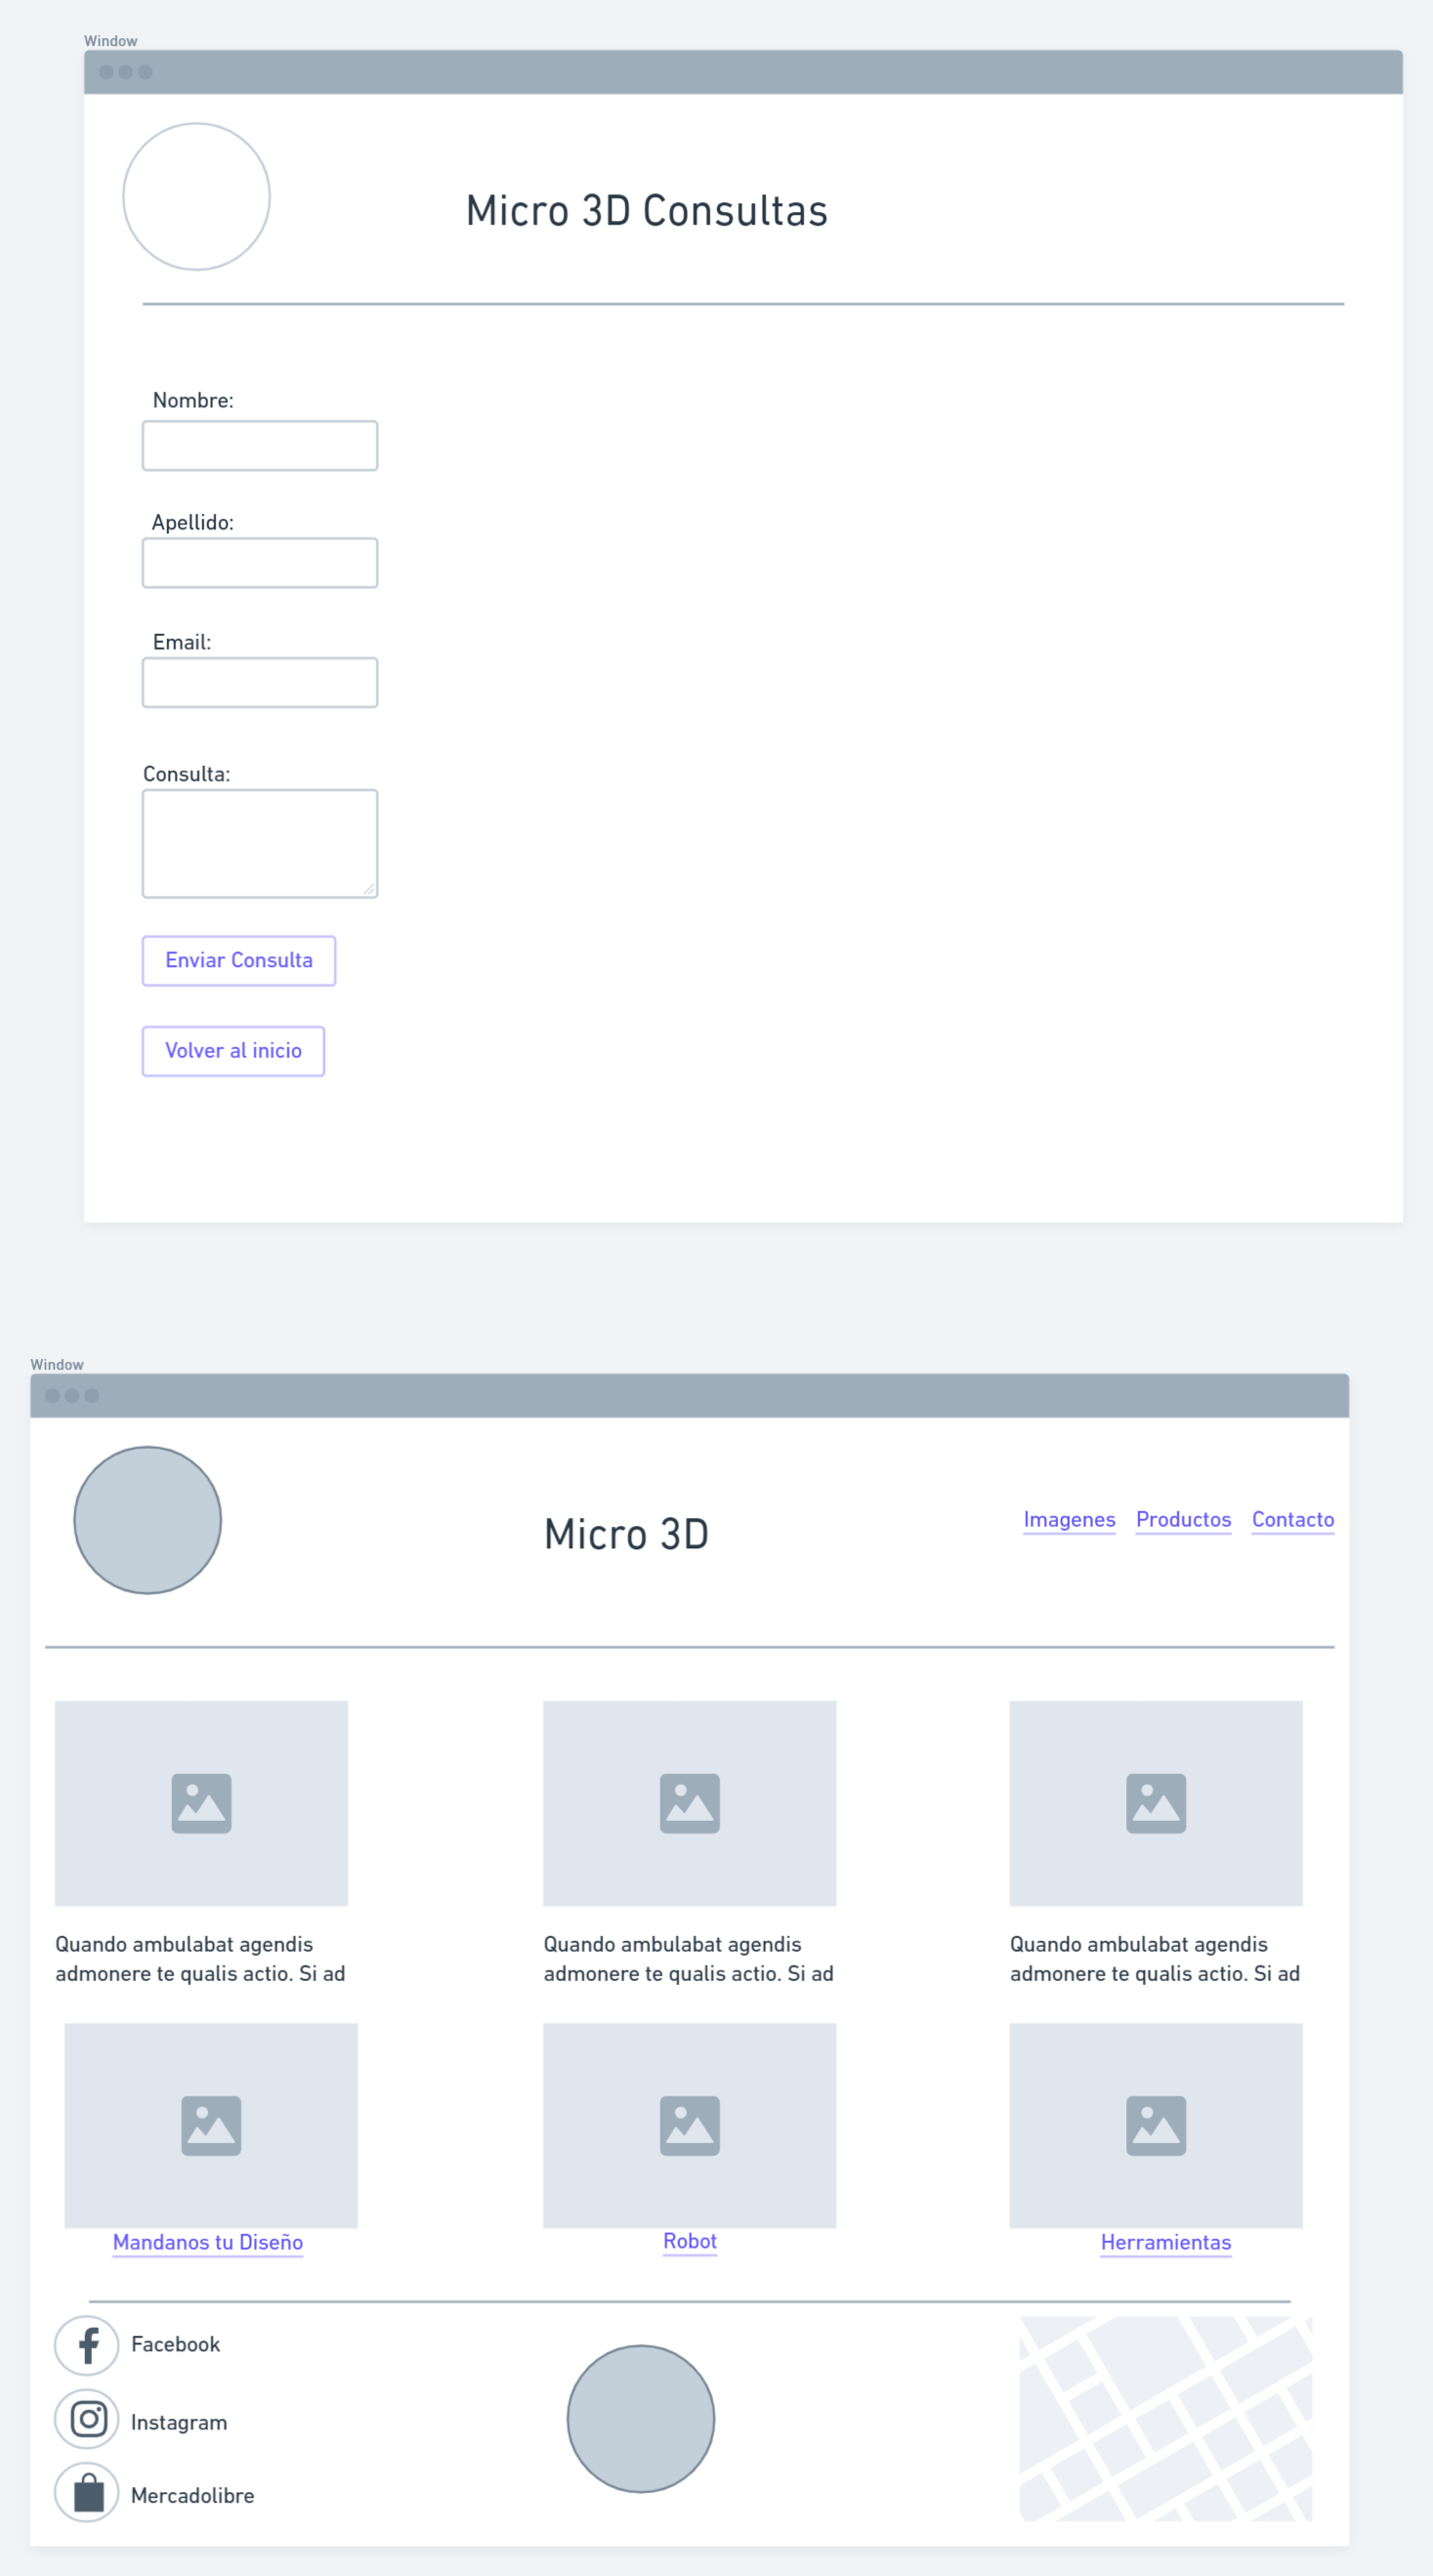 Window
Micro 3D Consultas
Nombre:
Apellido:
Email:
Consulta:
Enviar Consulta
Volver al inicio
Window
Micro 3D
Imagenes Productos Contacto
Quando ambulabat agendis
admonere te qualis actio. Si ad
Quando ambulabat agendis
admonere te qualis actio. Si ad
Quando ambulabat agendis
admonere te qualis actio. Si ad
Mandanos tu Diseño
Robot
Herramientas
Facebook
Instagram
Mercadolibre